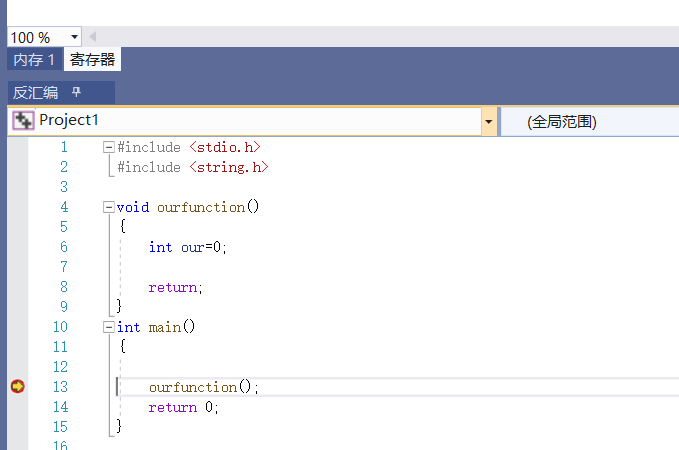 100 %
内存 1 寄存器
反汇编
Project1 (全局范围)
1 #include <stdio.h>
2 #include <string.h>
3
4 void ourfunction()
5 {
6 int our=0;
7
8 return;
9 }
10 int main()
11 {
12
13 ourfunction();
14 return 0;
15 }
16